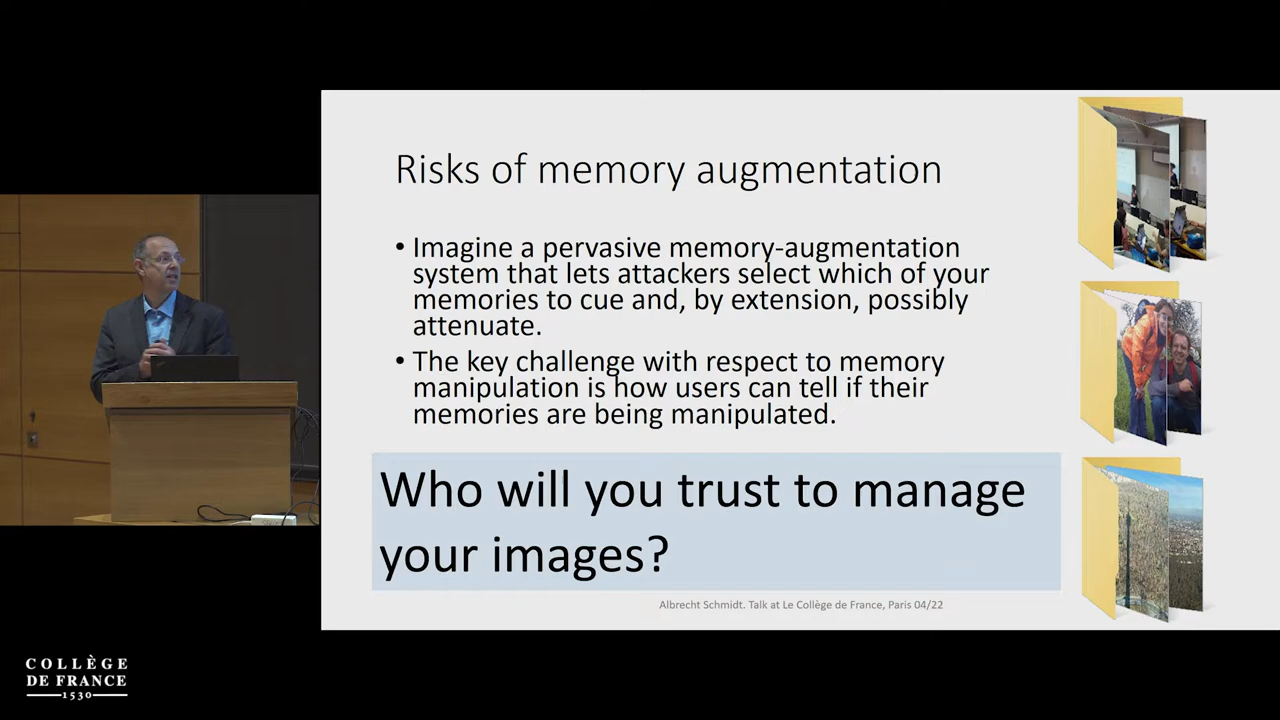 Risks of memory augmentation
• Imagine a pervasive memory-augmentation
system that lets attackers select which of your
memories to cue and, by extension, possibly
attenuate.
• The key challenge with respect to memory
manipulation is how users can tell if their
memories are being manipulated.
Who will you trust to manage
your images?
Albrecht Schmidt. Talk at Le Collège de France, Paris 04/22
COLLÈGE
DE FRANCE
1530